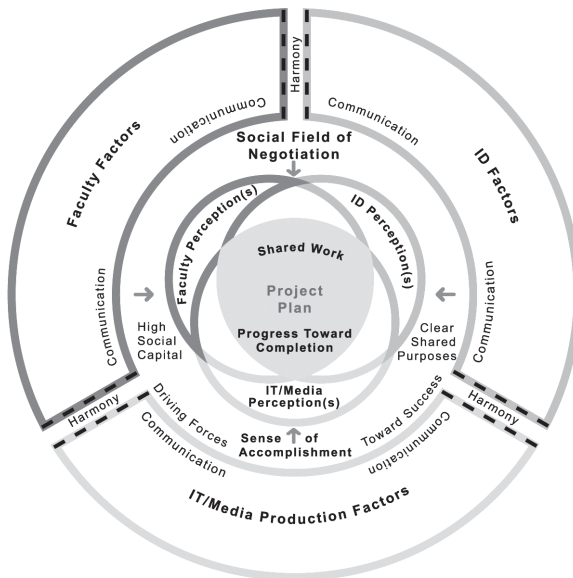 Harmony
Communication
Communication
Faculty Factors
ID Factors
Social Field of
Negotiation
Faculty Perception(s)
ID Perception(s)
Shared Work
Project
Plan
Progress Toward
Completion
Communication
Communication
High
Social
Capital
Clear
Shared
Purposes
IT/Media
Perception(s)
Harmony
Harmony
Driving Forces
Toward Success
Communication
Communication
Sense of
Accomplishment
IT/Media Production Factors